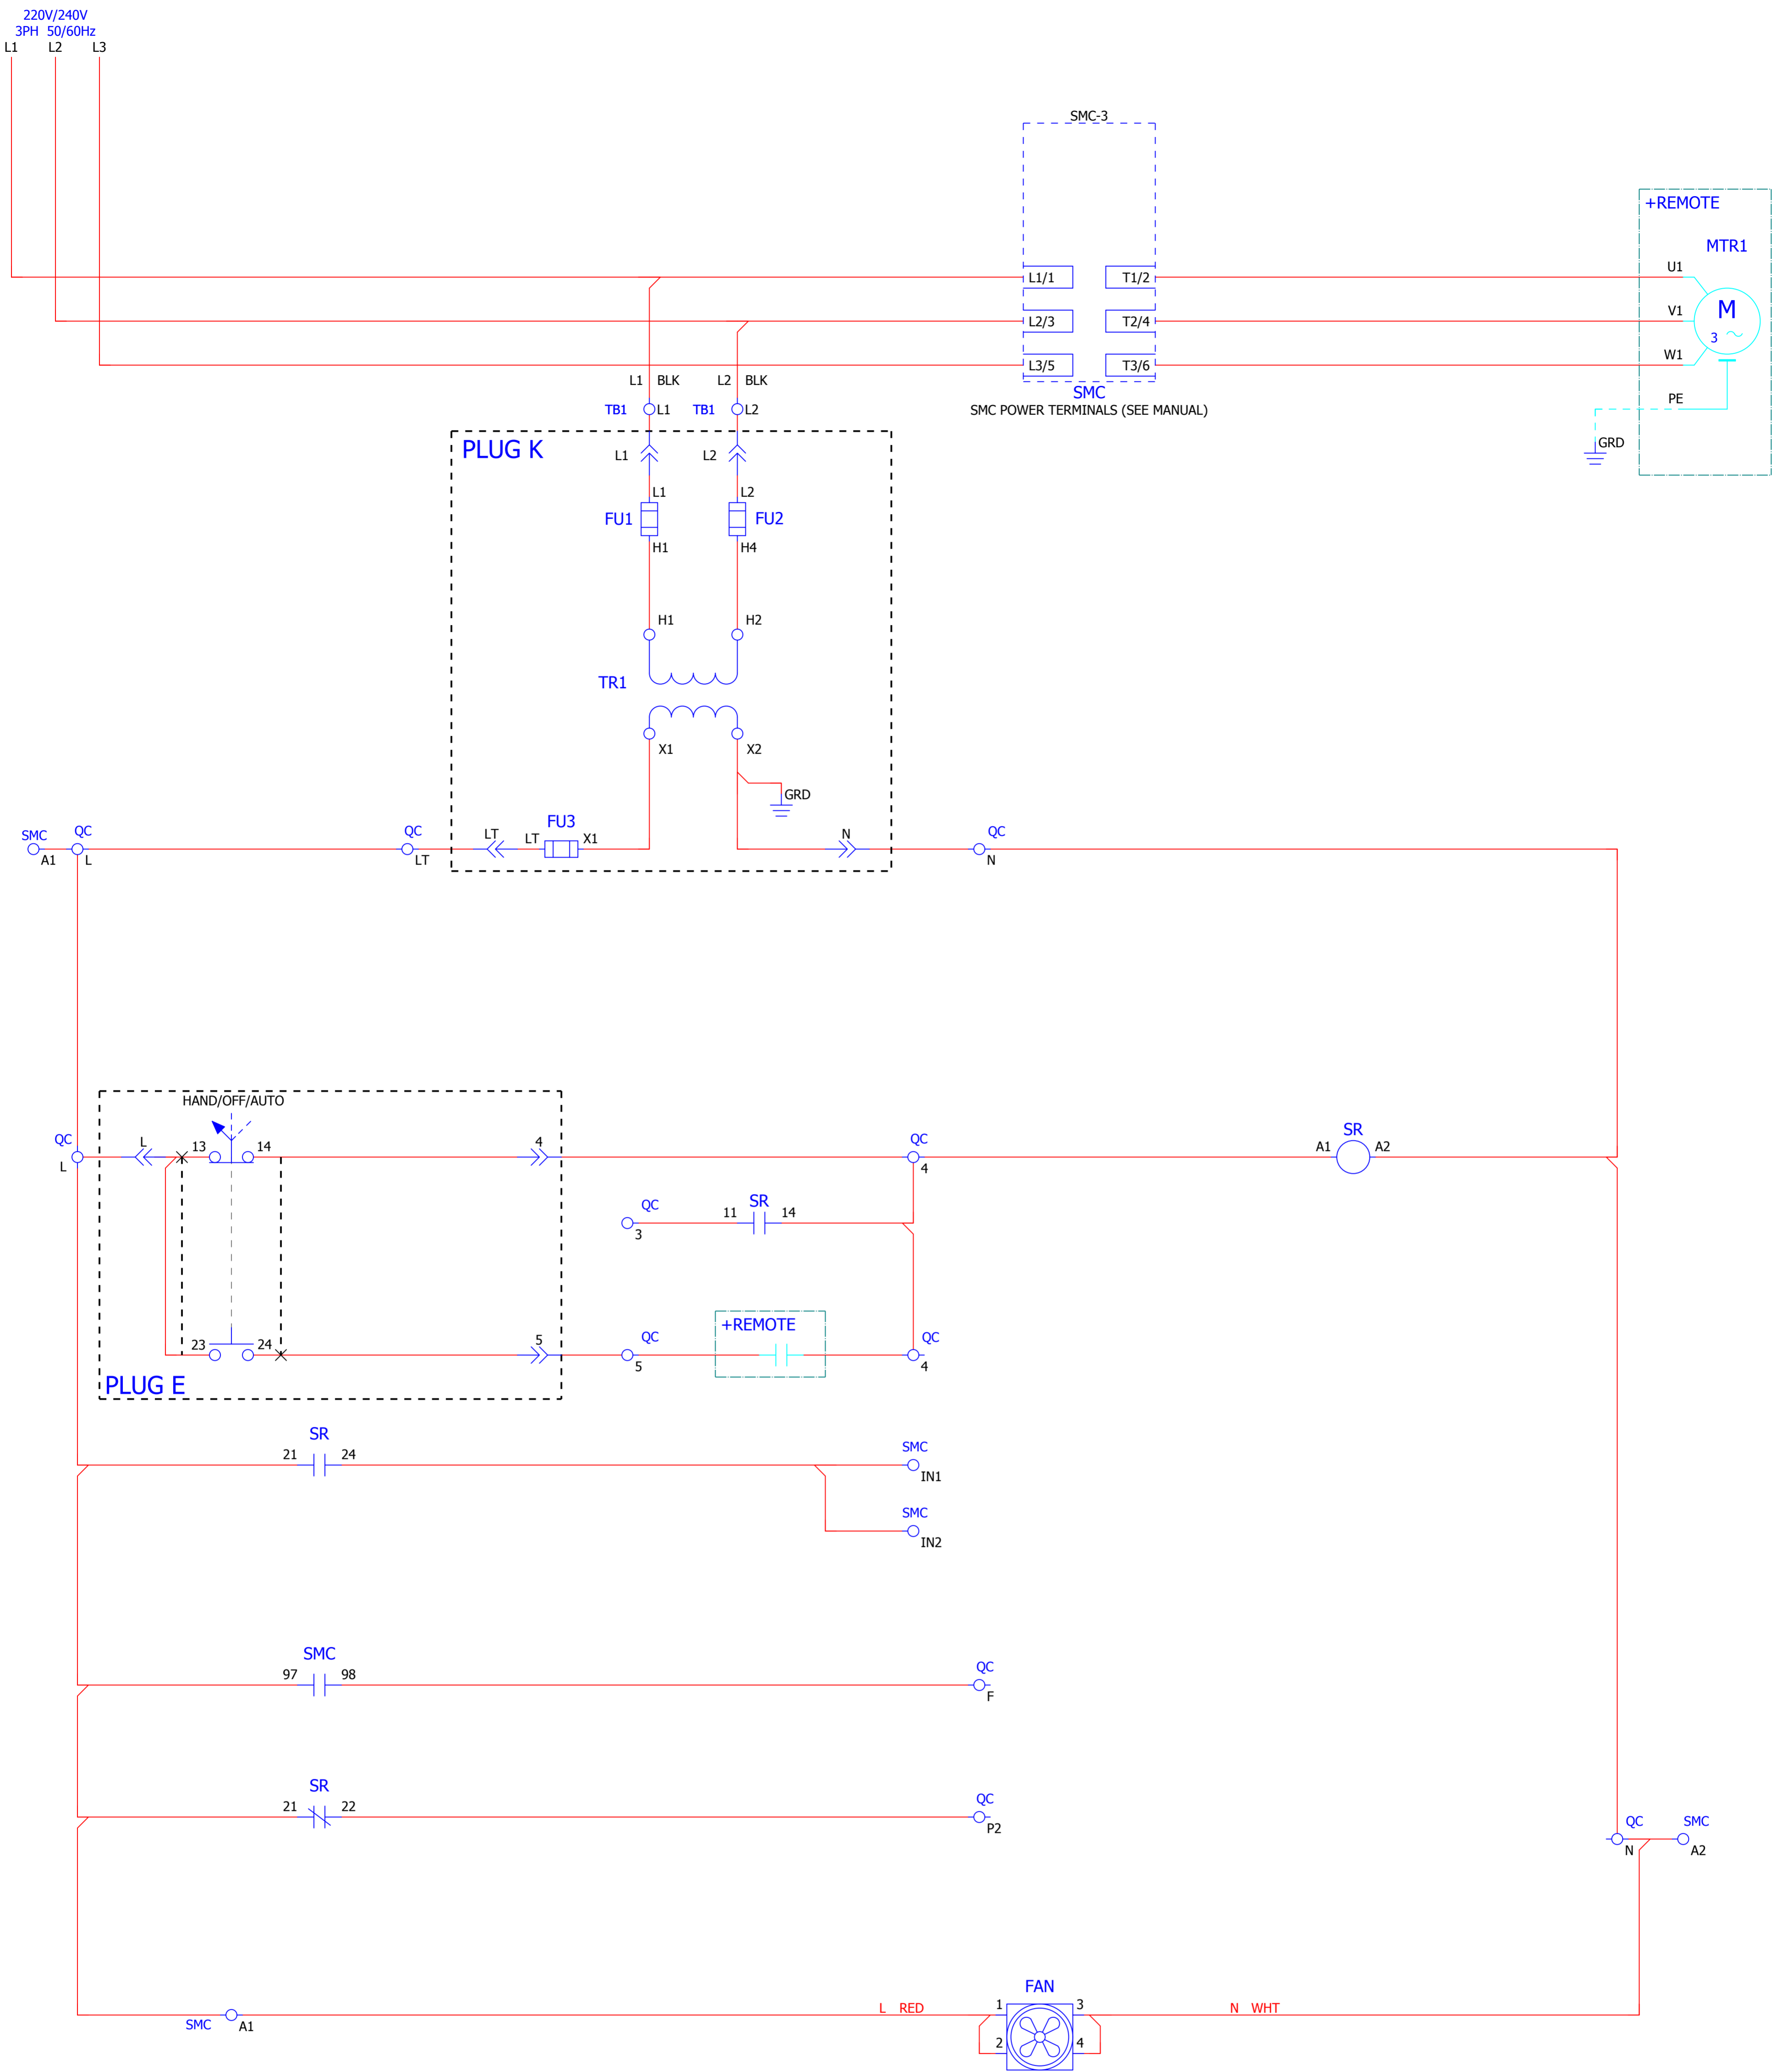 220V/240V
3PH 50/60Hz
L1 L2 L3
SMC-3
+REMOTE
MTR1
L1/1 T1/2 U1
M
3
L2/3 T2/4 V1
L3/5 T3/6 W1
SMC
SMC POWER TERMINALS (SEE MANUAL)
PE
GRD
L1 BLK L2 BLK
TB1 L1 TB1 L2
PLUG K
L1 L2
L1 L2
FU1 FU2
H1 H4
H1 H2
TR1
X1 X2
GRD
FU3
SMC QC QC LT LT X1 N QC
A1 L LT N
HAND/OFF/AUTO
QC L 13 14 4 QC A1 SR A2
L 4
QC 11 SR 14
3
+REMOTE
23 24 5 QC QC
5 4
PLUG E
SR
21 24 SMC
IN1
SMC
IN2
SMC
97 98 QC
F
SR
21 22 QC
P2
QC SMC
N A2
FAN
SMC A1 L RED 1 3 N WHT
2 4